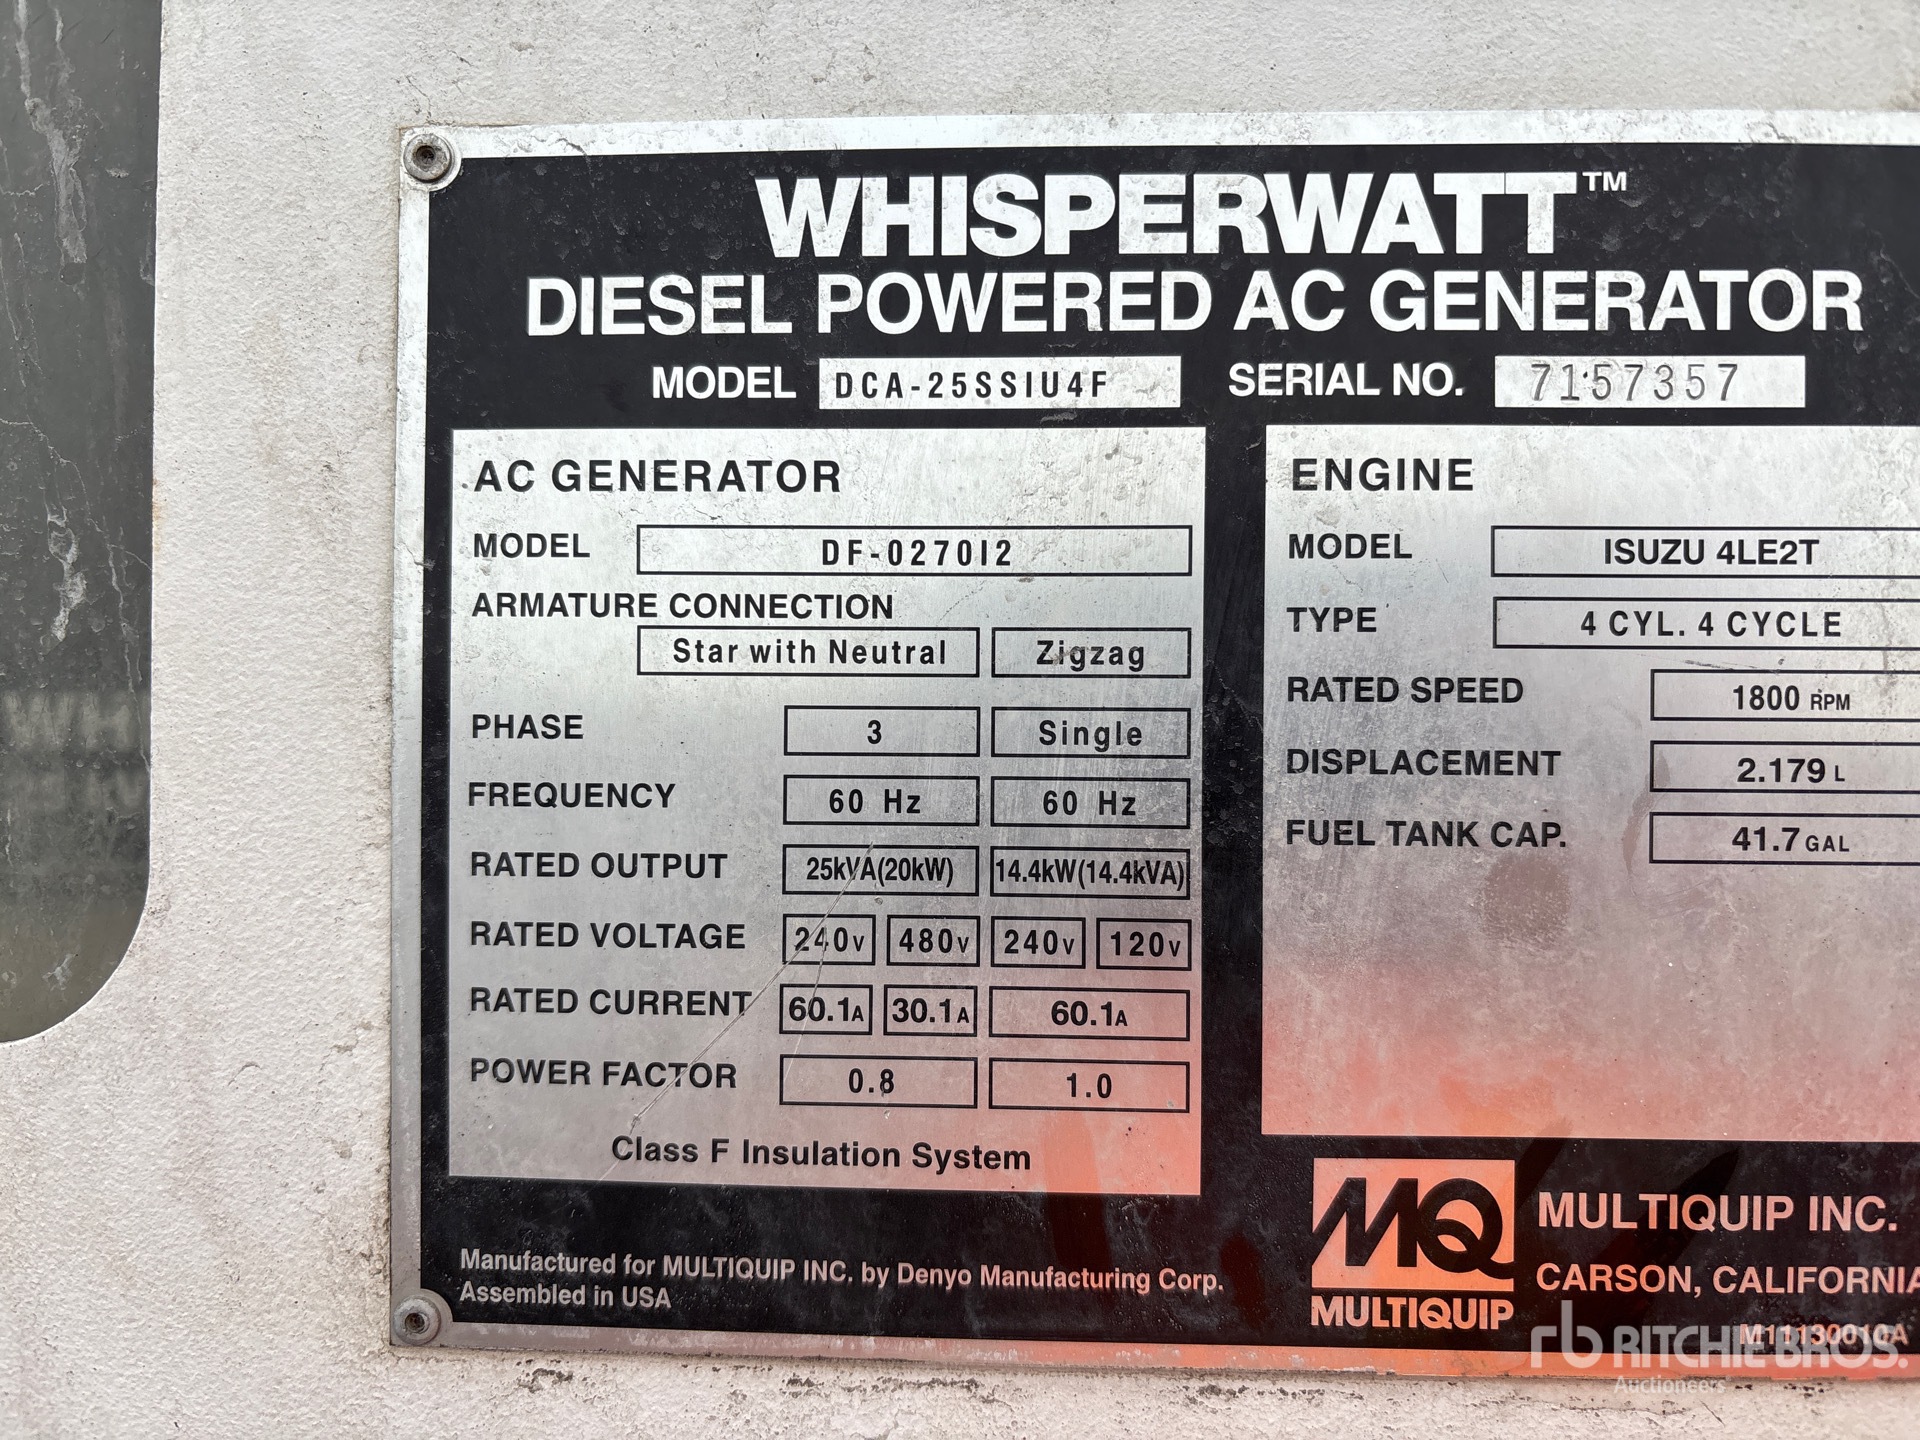 WHISPERWATT™
DIESEL POWERED AC GENERATOR
MODEL DCA-25SSIU4F SERIAL NO. 7157357
AC GENERATOR
MODEL DF-0270I2
ARMATURE CONNECTION
Star with Neutral Zigzag
PHASE 3 Single
FREQUENCY 60 Hz 60 Hz
RATED OUTPUT 25kVA(20kW) 14.4kW(14.4kVA)
RATED VOLTAGE 240V 480V 240V 120V
RATED CURRENT 60.1A 30.1A 60.1A
POWER FACTOR 0.8 1.0
Class F Insulation System
ENGINE
MODEL ISUZU 4LE2T
TYPE 4 CYL. 4 CYCLE
RATED SPEED 1800 RPM
DISPLACEMENT 2.179 L
FUEL TANK CAP. 41.7 GAL
Manufactured for MULTIQUIP INC. by Denyo Manufacturing Corp.
Assembled in USA
MQ
MULTIQUIP
MULTIQUIP INC.
CARSON, CALIFORNIA
M11130010A
rb RITCHIE BROS.
Auctioneers